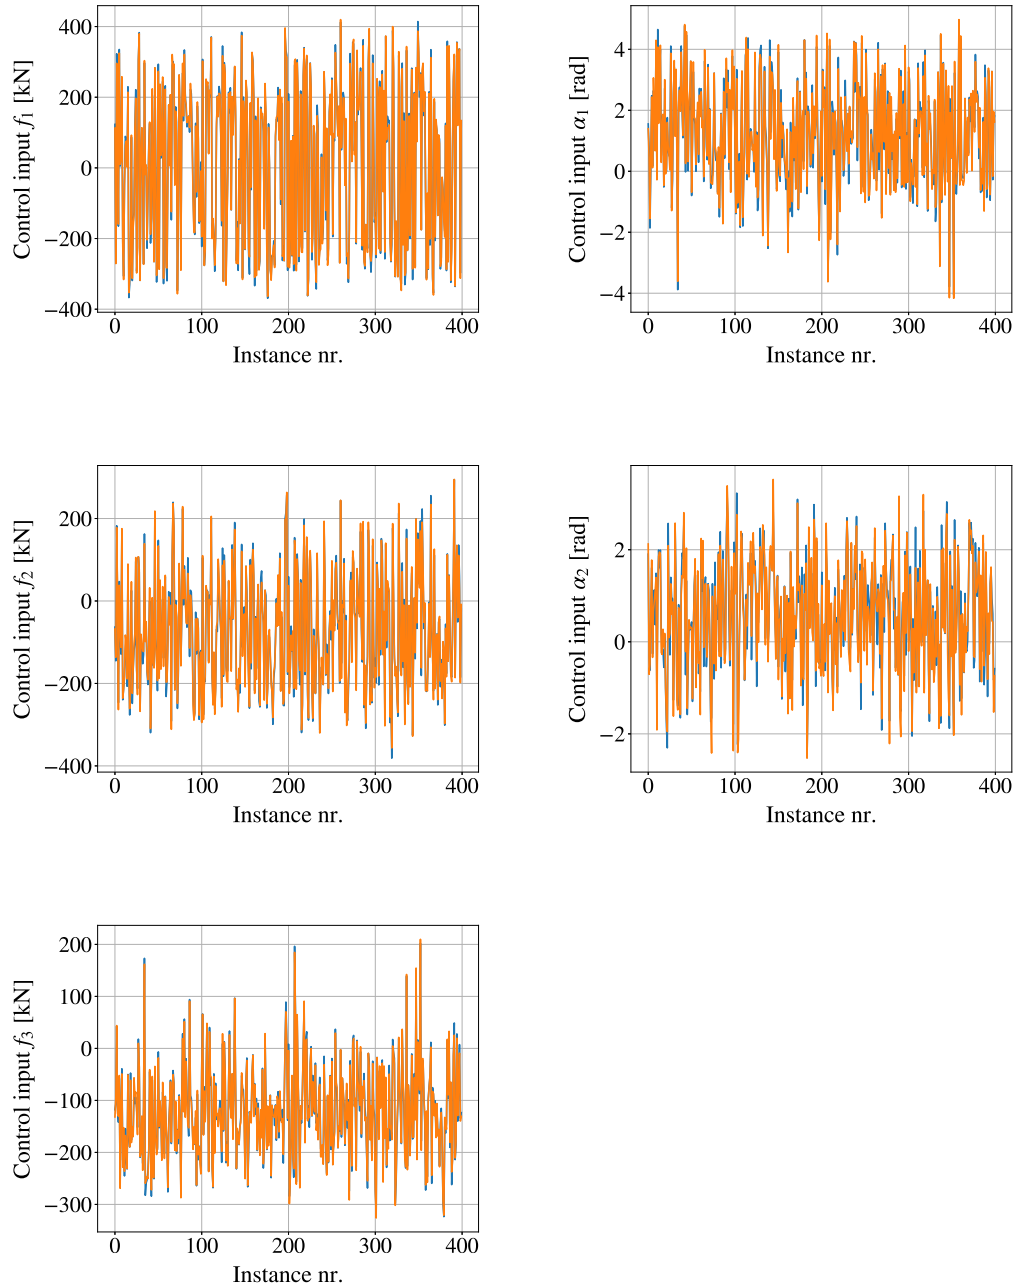 400
200
0
−200
−400
Control input f₁ [kN]
0 100 200 300 400
Instance nr.
4
2
0
−2
−4
Control input α₁ [rad]
0 100 200 300 400
Instance nr.
200
0
−200
−400
Control input f₂ [kN]
0 100 200 300 400
Instance nr.
2
0
−2
Control input α₂ [rad]
0 100 200 300 400
Instance nr.
200
100
0
−100
−200
−300
Control input f₃ [kN]
0 100 200 300 400
Instance nr.